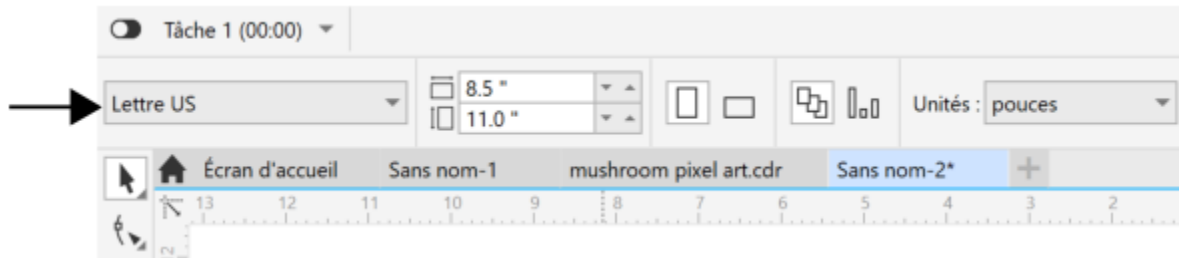 Tâche 1 (00:00)
Lettre US
8.5 "
11.0 "
Unités : pouces
Écran d'accueil Sans nom-1 mushroom pixel art.cdr Sans nom-2*
13 12 11 10 9 8 7 6 5 4 3 2
2